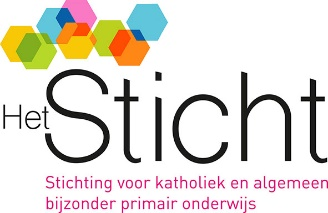 Het Sticht
Stichting voor katholiek en algemeen
bijzonder primair onderwijs